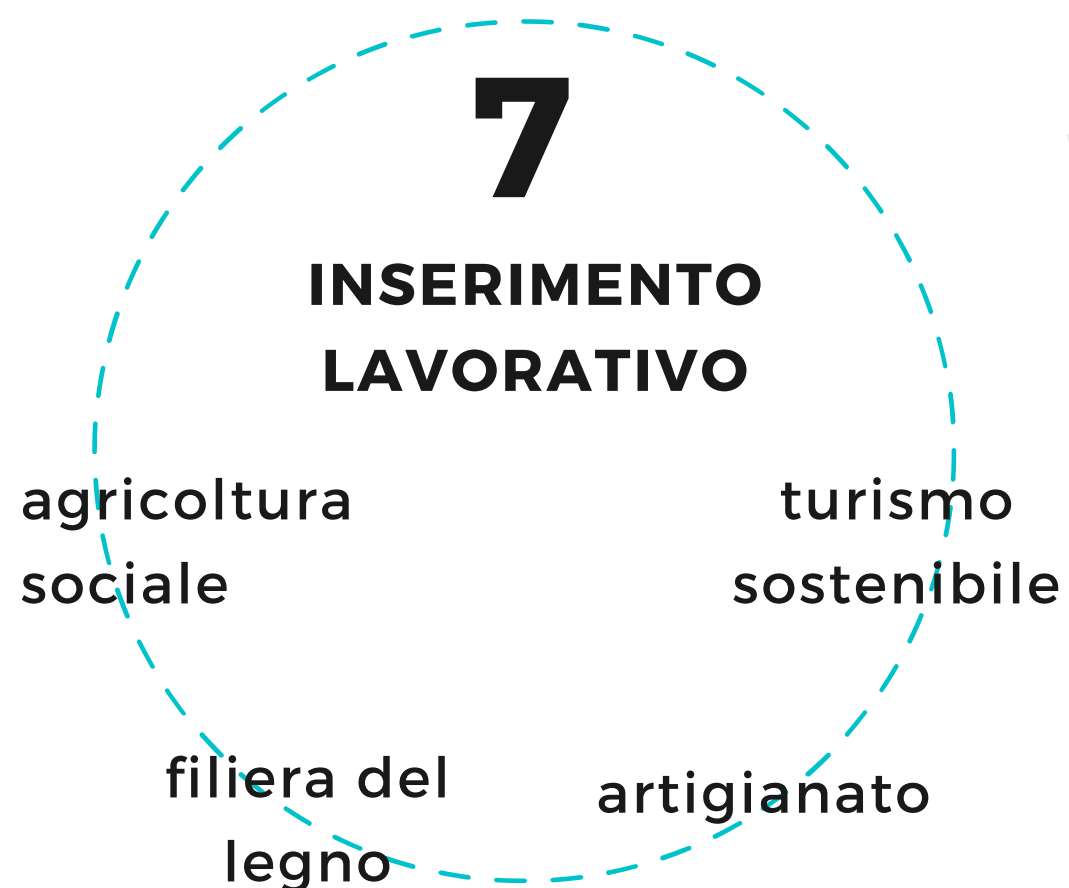 7
INSERIMENTO
LAVORATIVO
agricoltura
sociale
turismo
sostenibile
filiera del
legno
artigianato